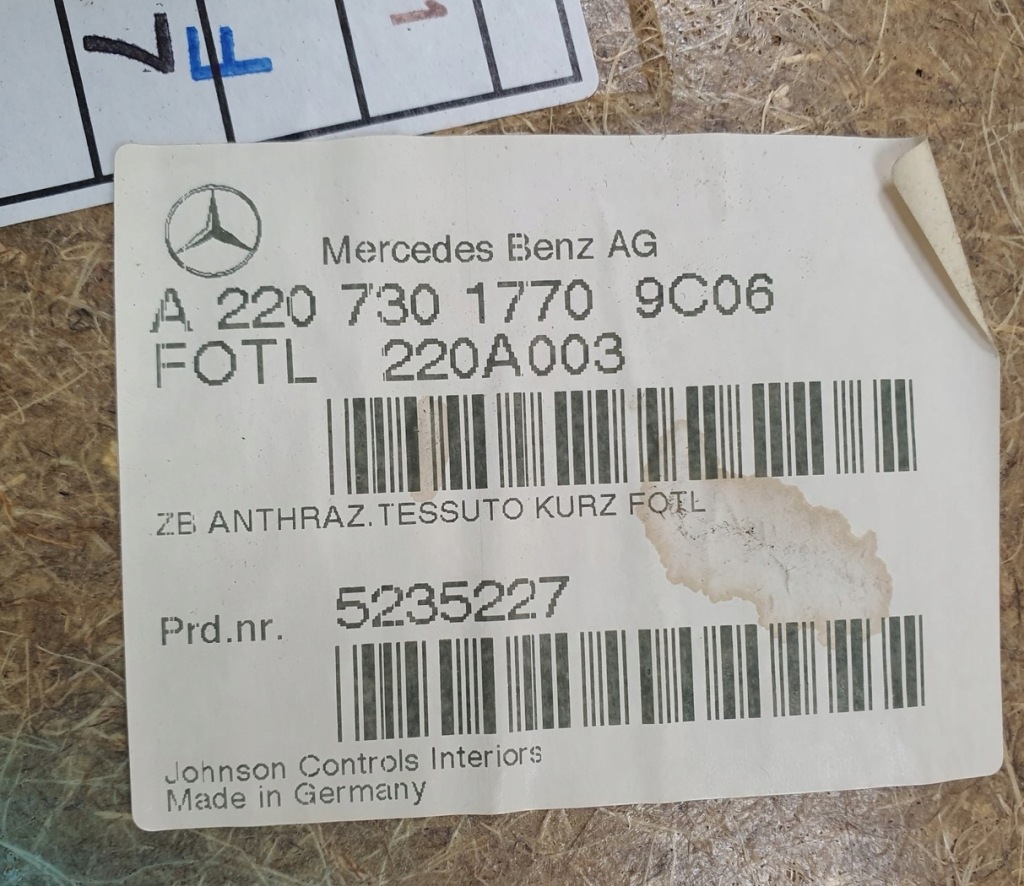 V F 1
Mercedes Benz AG
A 220 730 1770 9C06
FOTL 220A003
ZB ANTHRAZ.TESSUTO KURZ FOTL
Prd.nr. 5235227
Johnson Controls Interiors
Made in Germany